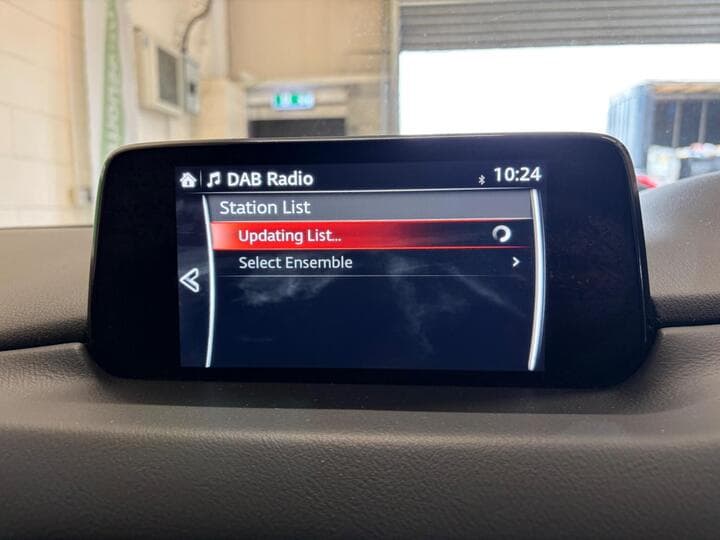 DAB Radio
10:24
Station List
Updating List...
Select Ensemble